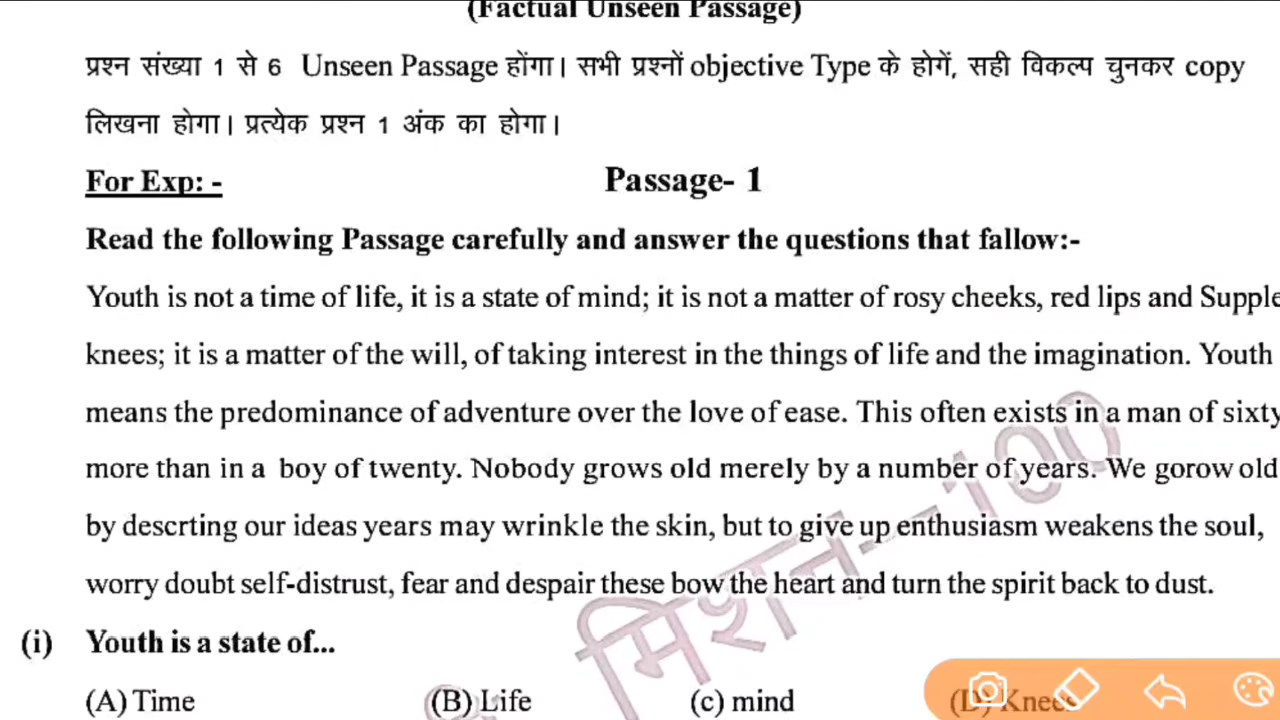 (Factual Unseen Passage)
प्रश्न संख्या 1 से 6 Unseen Passage होंगा। सभी प्रश्नों objective Type के होगें, सही विकल्प चुनकर copy
लिखना होगा। प्रत्येक प्रश्न 1 अंक का होगा।
For Exp: - Passage- 1
Read the following Passage carefully and answer the questions that fallow:-
Youth is not a time of life, it is a state of mind; it is not a matter of rosy cheeks, red lips and Supple
knees; it is a matter of the will, of taking interest in the things of life and the imagination. Youth
means the predominance of adventure over the love of ease. This often exists in a man of sixty
more than in a boy of twenty. Nobody grows old merely by a number of years. We gorow old
by descrting our ideas years may wrinkle the skin, but to give up enthusiasm weakens the soul,
worry doubt self-distrust, fear and despair these bow the heart and turn the spirit back to dust.
(i) Youth is a state of...
(A) Time (B) Life (c) mind (D) Knees
मिशन--100